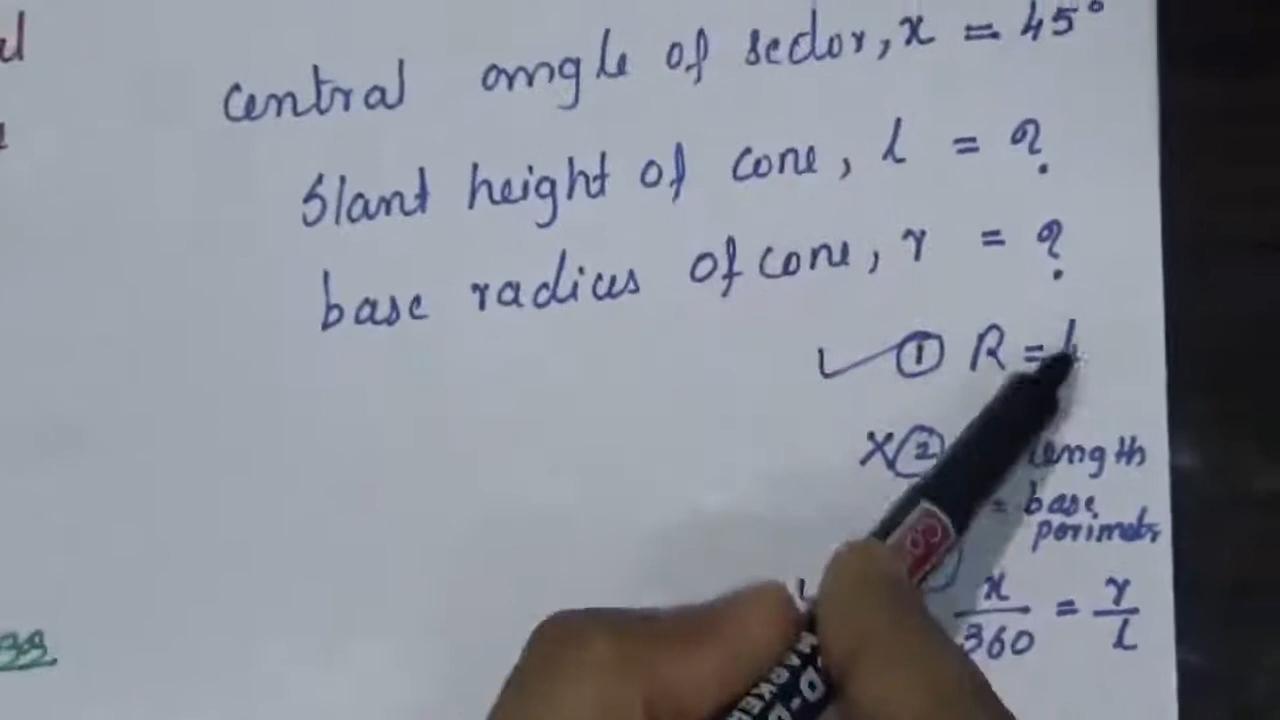 central angle of sector, x = 45°
Slant height of cone, l = ?
base radius of cone, r = ?
① R = l
X ② length
= base
perimeter
x/360 = r/l